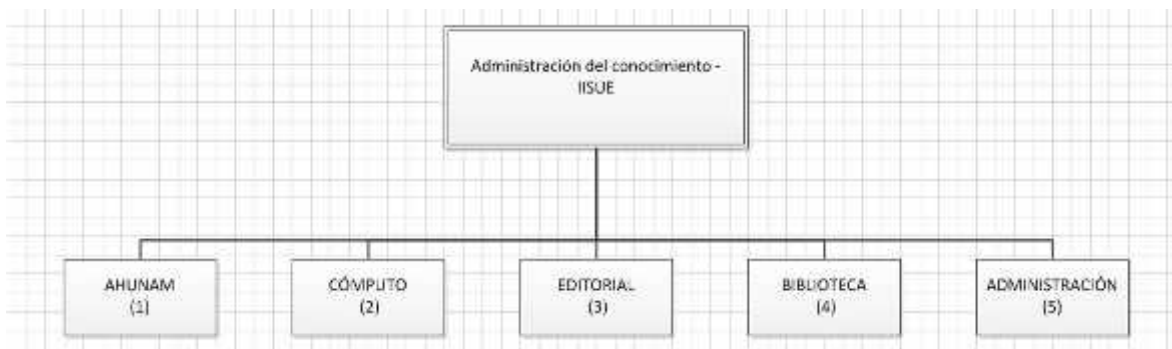 Administración del conocimiento -
IISUE
AHUNAM
(1)
CÓMPUTO
(2)
EDITORIAL
(3)
BIBLIOTECA
(4)
ADMINISTRACIÓN
(5)